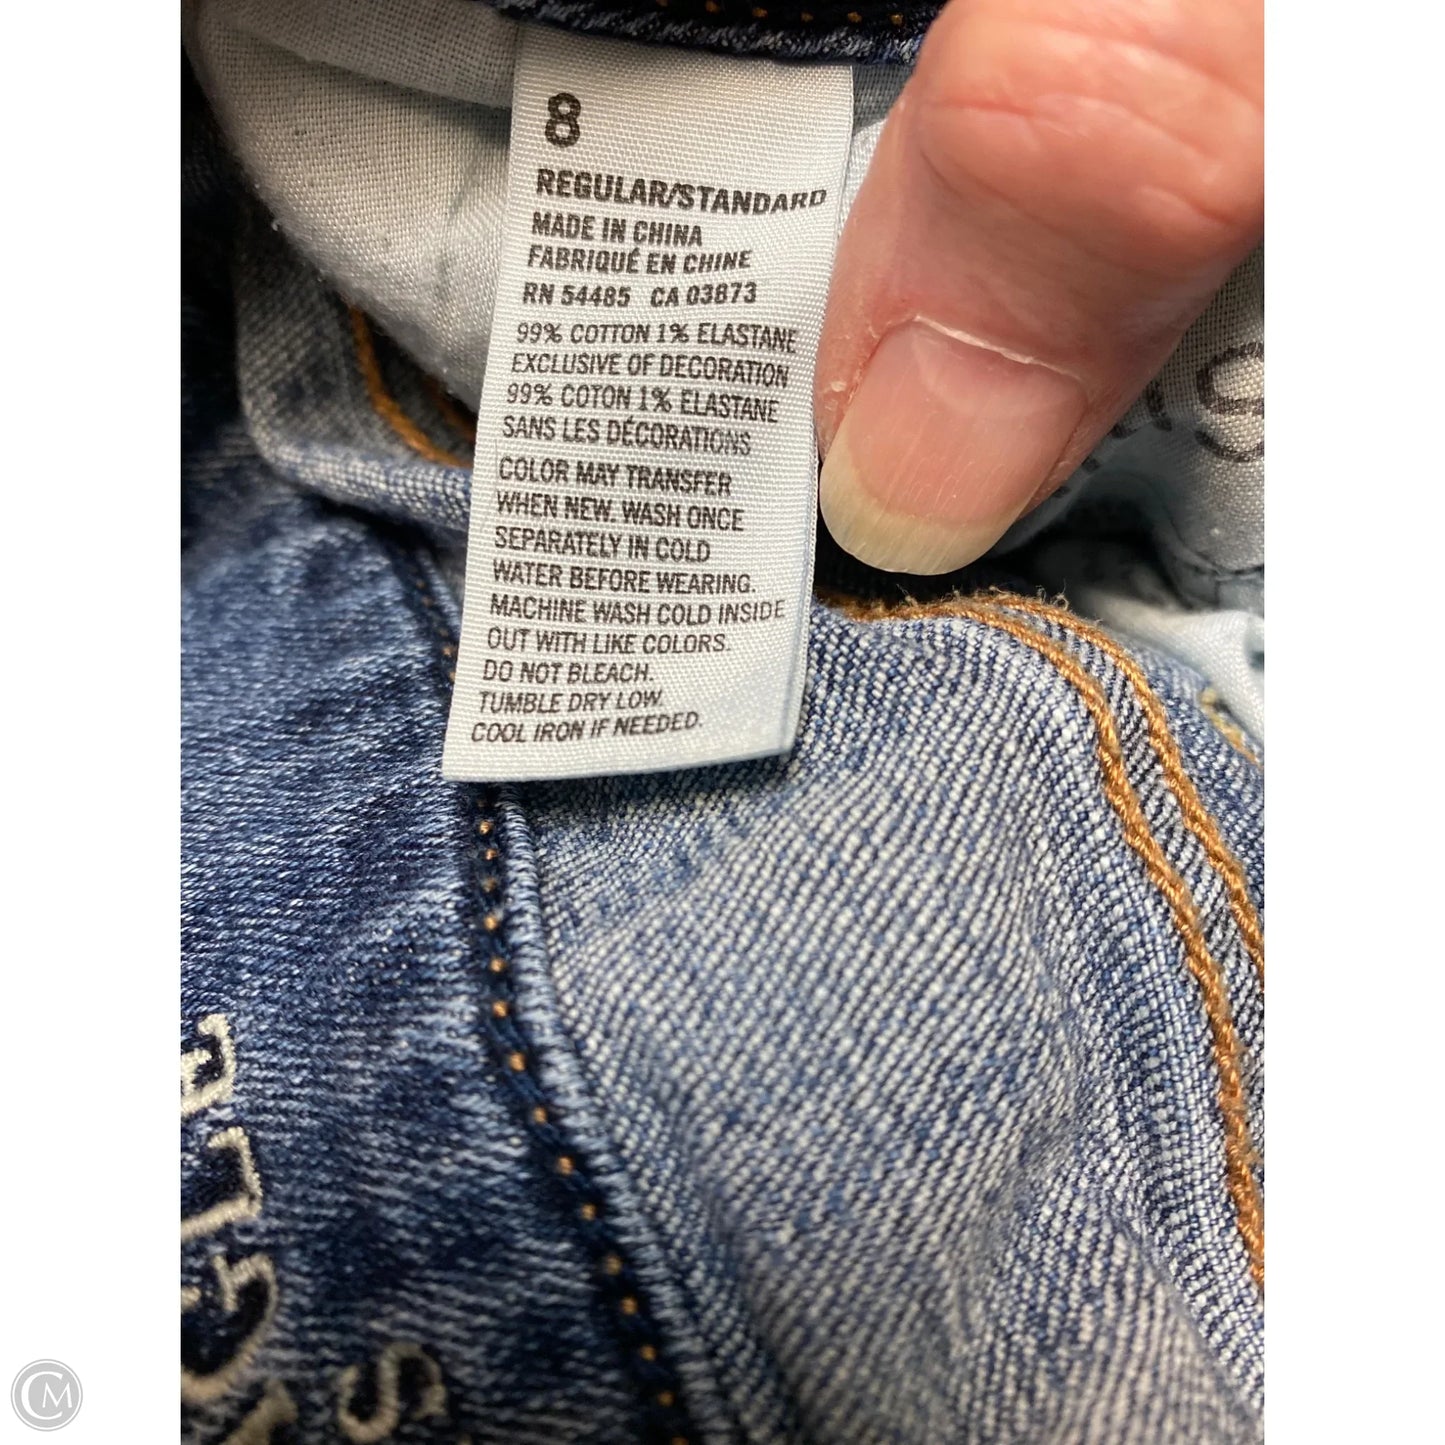 8
REGULAR/STANDARD
MADE IN CHINA
FABRIQUÉ EN CHINE
RN 54485 CA 03873
99% COTTON 1% ELASTANE
EXCLUSIVE OF DECORATION
99% COTON 1% ELASTANE
SANS LES DÉCORATIONS
COLOR MAY TRANSFER
WHEN NEW. WASH ONCE
SEPARATELY IN COLD
WATER BEFORE WEARING.
MACHINE WASH COLD INSIDE
OUT WITH LIKE COLORS.
DO NOT BLEACH.
TUMBLE DRY LOW.
COOL IRON IF NEEDED.
CM